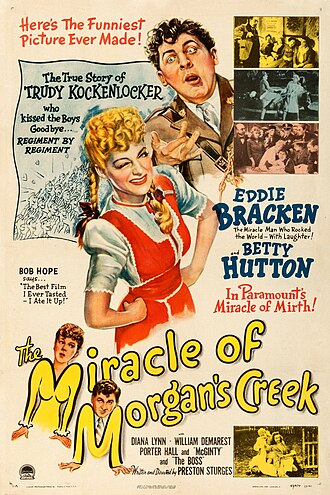 Here's The Funniest
Picture Ever Made!
The True Story of
"TRUDY KOCKENLOCKER"
who
kissed the Boys
Goodbye...
REGIMENT BY
REGIMENT
EDDIE
BRACKEN
The Miracle Man Who Rocked
the World-With Laughter!
BETTY
HUTTON
BOB HOPE
says...
"The Best Film
I Ever Tasted
-I Ate it Up!"
In Paramount's
Miracle of Mirth!
The
Miracle of
Morgan's Creek
DIANA LYNN · WILLIAM DEMAREST
PORTER HALL and "McGINTY"
and "The BOSS"
Written and Directed by PRESTON STURGES